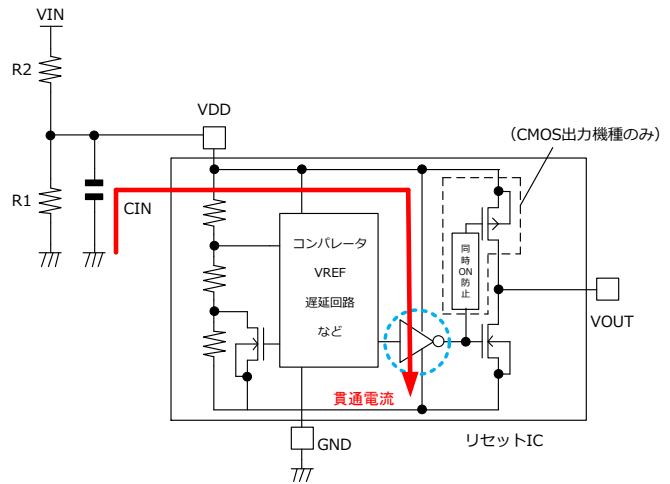 VIN
R2
VDD
(CMOS出力機種のみ)
R1
CIN
コンパレータ
VREF
遅延回路
など
同
時
ON
防
止
VOUT
貫通電流
GND
リセットIC